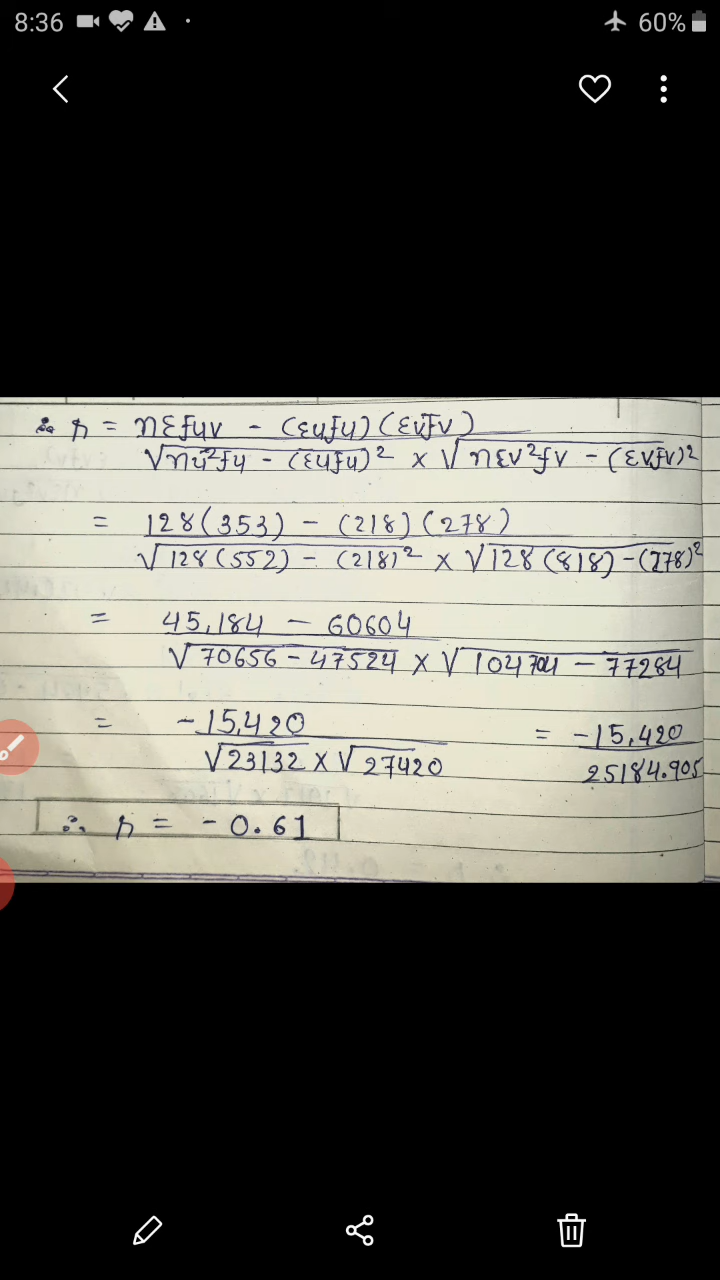 8:36 60%
∴ r = nΣfuv - (Σufu) (Σvfv)
√nu²fu - (Σufu)² x √nΣv²fv - (Σvfv)²
= 128(353) - (218) (278)
√128(552) - (218)² x √128(818) - (278)²
= 45,184 - 60604
√70656 - 47524 x √104704 - 77284
= -15,420 = -15,420
√23132 x √27420 25184.905
∴ r = - 0.61